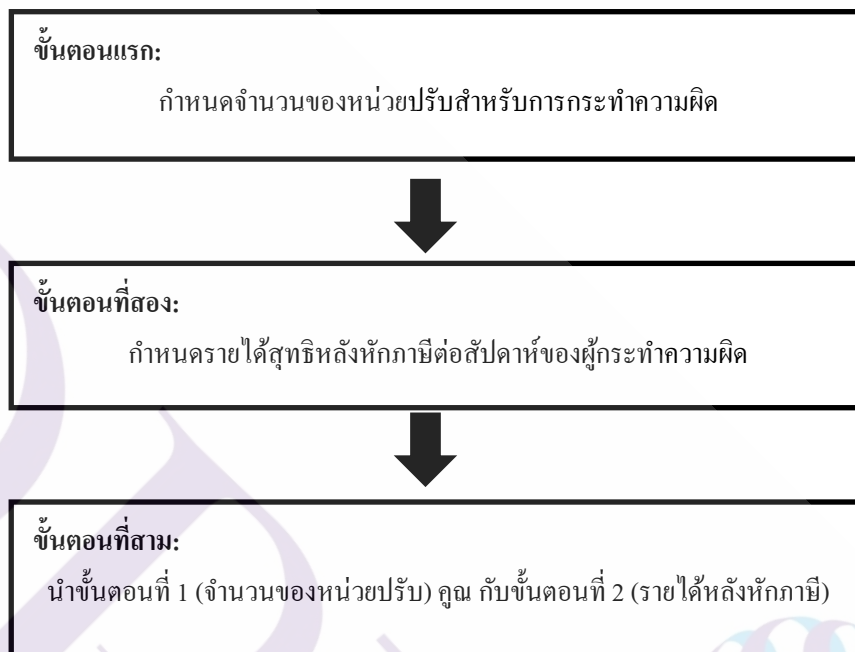 ขั้นตอนแรก:
กำหนดจำนวนของหน่วยปรับสำหรับการกระทำความผิด
ขั้นตอนที่สอง:
กำหนดรายได้สุทธิหลังหักภาษีต่อสัปดาห์ของผู้กระทำความผิด
ขั้นตอนที่สาม:
นำขั้นตอนที่ 1 (จำนวนของหน่วยปรับ) คูณ กับขั้นตอนที่ 2 (รายได้หลังหักภาษี)